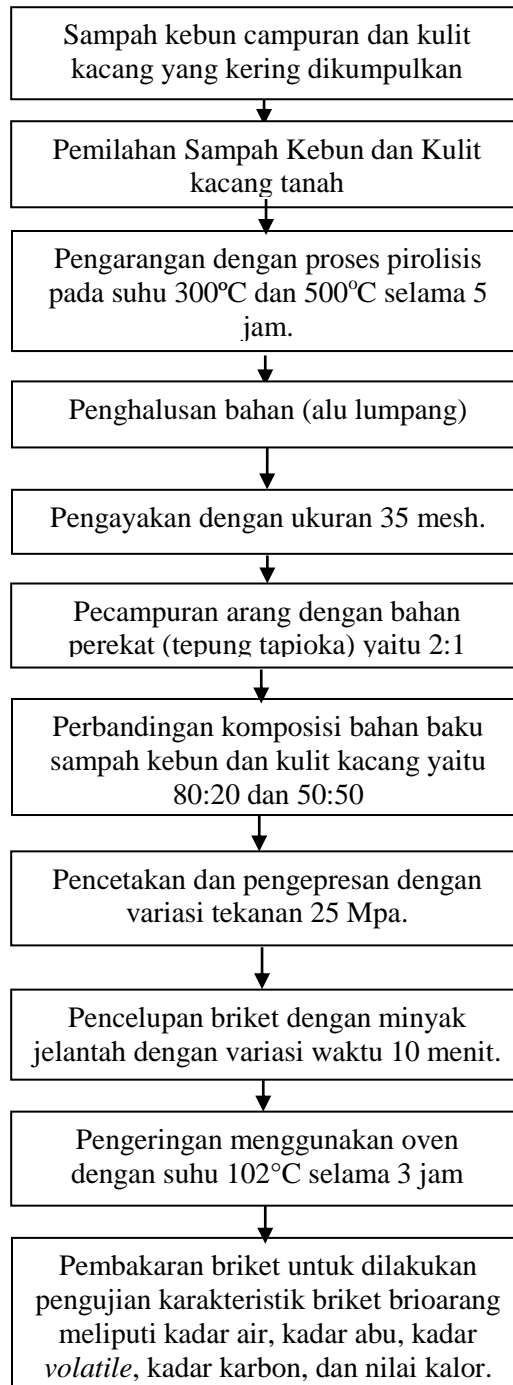 Sampah kebun campuran dan kulit
kacang yang kering dikumpulkan
Pemilahan Sampah Kebun dan Kulit
kacang tanah
Pengarangan dengan proses pirolisis
pada suhu 300ºC dan 500°C selama 5
jam.
Penghalusan bahan (alu lumpang)
Pengayakan dengan ukuran 35 mesh.
Pecampuran arang dengan bahan
perekat (tepung tapioka) yaitu 2:1
Perbandingan komposisi bahan baku
sampah kebun dan kulit kacang yaitu
80:20 dan 50:50
Pencetakan dan pengepresan dengan
variasi tekanan 25 Mpa.
Pencelupan briket dengan minyak
jelantah dengan variasi waktu 10 menit.
Pengeringan menggunakan oven
dengan suhu 102°C selama 3 jam
Pembakaran briket untuk dilakukan
pengujian karakteristik briket brioarang
meliputi kadar air, kadar abu, kadar
volatile, kadar karbon, dan nilai kalor.